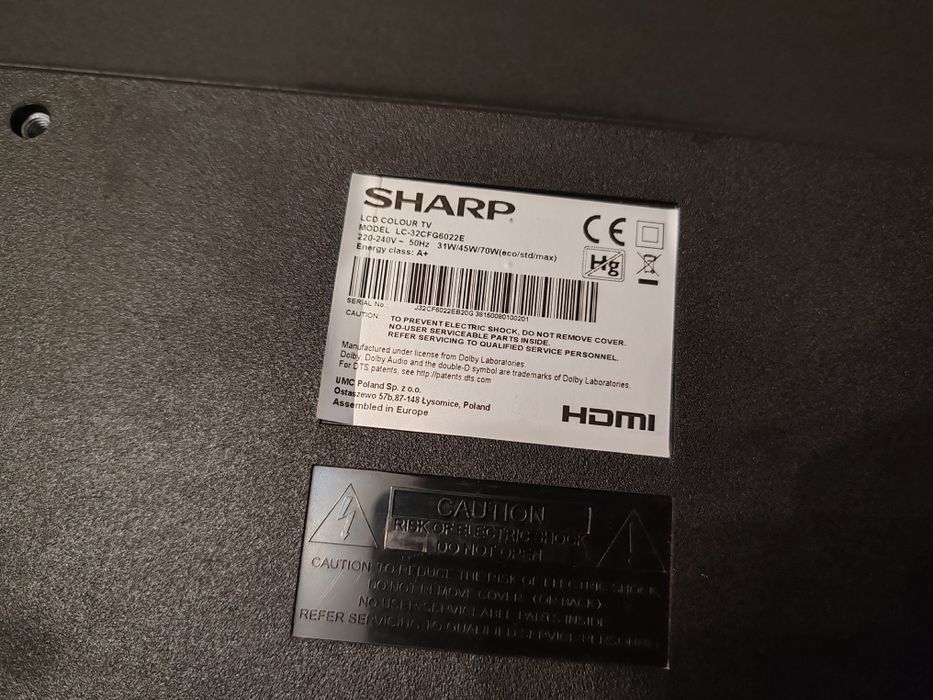 SHARP
LCD COLOUR TV
MODEL LC-32CFG6022E
220-240V ~ 50Hz 31W/45W/70W(eco/std/max)
Energy class: A+
CE
Hg
SERIAL No.: J32CF6022EB20G 38150080100201
CAUTION: TO PREVENT ELECTRIC SHOCK, DO NOT REMOVE COVER.
NO-USER SERVICEABLE PARTS INSIDE.
REFER SERVICING TO QUALIFIED SERVICE PERSONNEL.
Manufactured under license from Dolby Laboratories.
Dolby, Dolby Audio and the double-D symbol are trademarks of Dolby Laboratories.
For DTS patents, see http://patents.dts.com
UMC Poland Sp. z o.o.
Ostaszewo 57b,87-148 Łysomice, Poland
Assembled in Europe
HDMI
CAUTION
RISK OF ELECTRIC SHOCK
DO NOT OPEN
CAUTION: TO REDUCE THE RISK OF ELECTRIC SHOCK,
DO NOT REMOVE COVER (OR BACK)
NO USER SERVICEABLE PARTS INSIDE
REFER SERVICING TO QUALIFIED SERVICE PERSONNEL